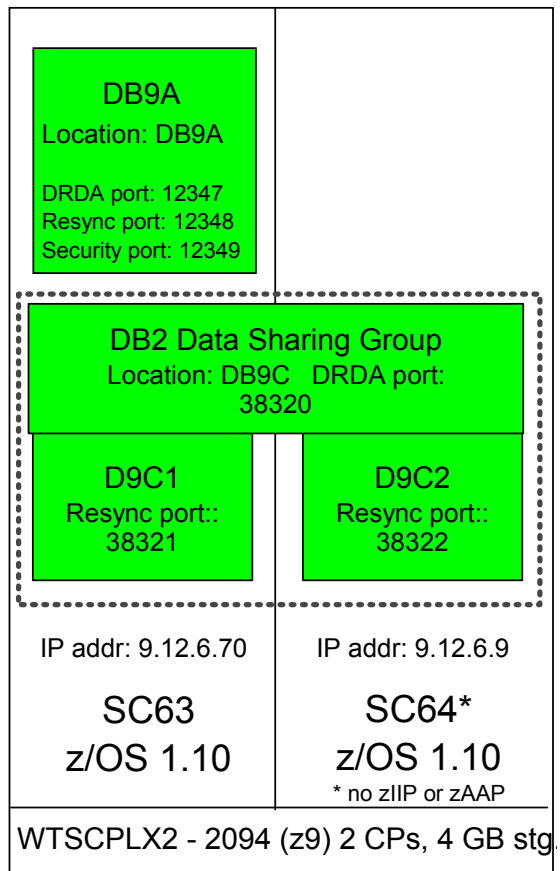 DB9A
Location: DB9A
DRDA port: 12347
Resync port: 12348
Security port: 12349
DB2 Data Sharing Group
Location: DB9C DRDA port:
38320
D9C1
Resync port::
38321
D9C2
Resync port::
38322
IP addr: 9.12.6.70
SC63
z/OS 1.10
IP addr: 9.12.6.9
SC64*
z/OS 1.10
* no zIIP or zAAP
WTSCPLX2 - 2094 (z9) 2 CPs, 4 GB stg.